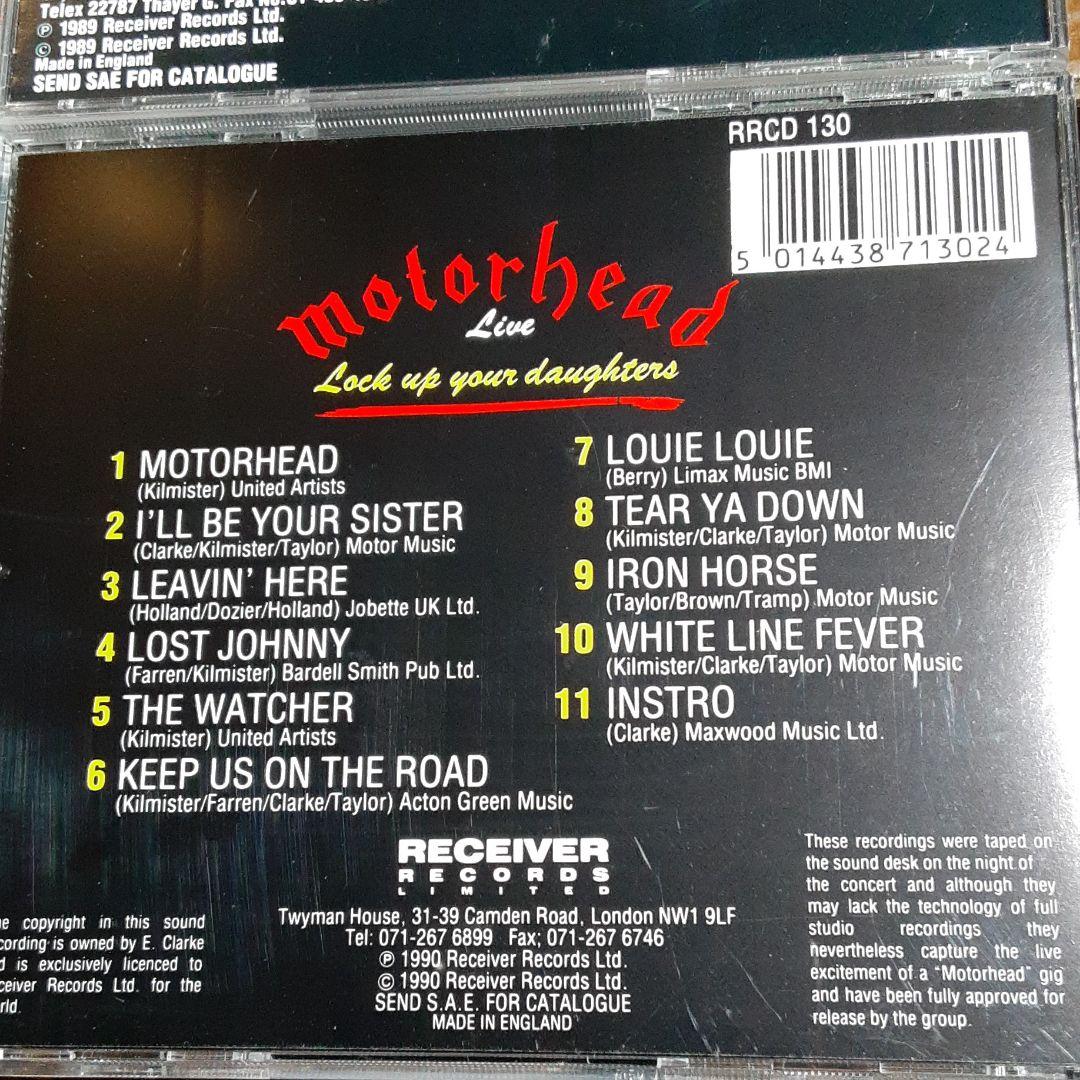 Telex 22787 Thayer G. Fax No.
℗ 1989 Receiver Records Ltd.
© 1989 Receiver Records Ltd.
Made in England
SEND SAE FOR CATALOGUE
RRCD 130
5 014438 713024
motorhead
Live
Lock up your daughters
1 MOTORHEAD
(Kilmister) United Artists
2 I'LL BE YOUR SISTER
(Clarke/Kilmister/Taylor) Motor Music
3 LEAVIN' HERE
(Holland/Dozier/Holland) Jobette UK Ltd.
4 LOST JOHNNY
(Farren/Kilmister) Bardell Smith Pub Ltd.
5 THE WATCHER
(Kilmister) United Artists
6 KEEP US ON THE ROAD
(Kilmister/Farren/Clarke/Taylor) Acton Green Music
7 LOUIE LOUIE
(Berry) Limax Music BMI
8 TEAR YA DOWN
(Kilmister/Clarke/Taylor) Motor Music
9 IRON HORSE
(Taylor/Brown/Tramp) Motor Music
10 WHITE LINE FEVER
(Kilmister/Clarke/Taylor) Motor Music
11 INSTRO
(Clarke) Maxwood Music Ltd.
RECEIVER
RECORDS
LIMITED
Twyman House, 31-39 Camden Road, London NW1 9LF
Tel: 071-267 6899 Fax; 071-267 6746
℗ 1990 Receiver Records Ltd.
© 1990 Receiver Records Ltd.
SEND S.A.E. FOR CATALOGUE
MADE IN ENGLAND
copyright in this sound
is owned by E. Clarke
is exclusively licenced to
Records Ltd. for the
These recordings were taped on
the sound desk on the night of
the concert and although they
may lack the technology of full
studio recordings they
nevertheless capture the live
excitement of a "Motorhead" gig
and have been fully approved for
release by the group.